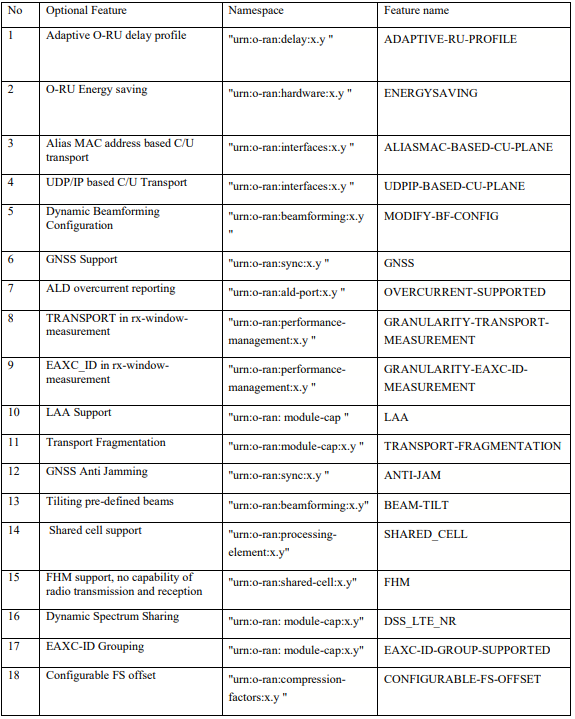 No Optional Feature Namespace Feature name
1 Adaptive O-RU delay profile "urn:o-ran:delay:x.y " ADAPTIVE-RU-PROFILE
2 O-RU Energy saving "urn:o-ran:hardware:x.y " ENERGYSAVING
3 Alias MAC address based C/U "urn:o-ran:interfaces:x.y " ALIASMAC-BASED-CU-PLANE
transport
4 UDP/IP based C/U Transport "urn:o-ran:interfaces:x.y " UDPIP-BASED-CU-PLANE
5 Dynamic Beamforming "urn:o-ran:beamforming:x.y MODIFY-BF-CONFIG
Configuration "
6 GNSS Support "urn:o-ran:sync:x.y " GNSS
7 ALD overcurrent reporting "urn:o-ran:ald-port:x.y " OVERCURRENT-SUPPORTED
8 TRANSPORT in rx-window- "urn:o-ran:performance- GRANULARITY-TRANSPORT-
measurement management:x.y " MEASUREMENT
9 EAXC_ID in rx-window- "urn:o-ran:performance- GRANULARITY-EAXC-ID-
measurement management:x.y " MEASUREMENT
10 LAA Support "urn:o-ran: module-cap " LAA
11 Transport Fragmentation "urn:o-ran:module-cap:x.y " TRANSPORT-FRAGMENTATION
12 GNSS Anti Jamming "urn:o-ran:sync:x.y " ANTI-JAM
13 Tiliting pre-defined beams "urn:o-ran:beamforming:x.y" BEAM-TILT
14 Shared cell support "urn:o-ran:processing- SHARED_CELL
element:x.y"
15 FHM support, no capability of "urn:o-ran:shared-cell:x.y" FHM
radio transmission and reception
16 Dynamic Spectrum Sharing "urn:o-ran: module-cap:x.y" DSS_LTE_NR
17 EAXC-ID Grouping "urn:o-ran: module-cap:x.y" EAXC-ID-GROUP-SUPPORTED
18 Configurable FS offset "urn:o-ran:compression- CONFIGURABLE-FS-OFFSET
factors:x.y "